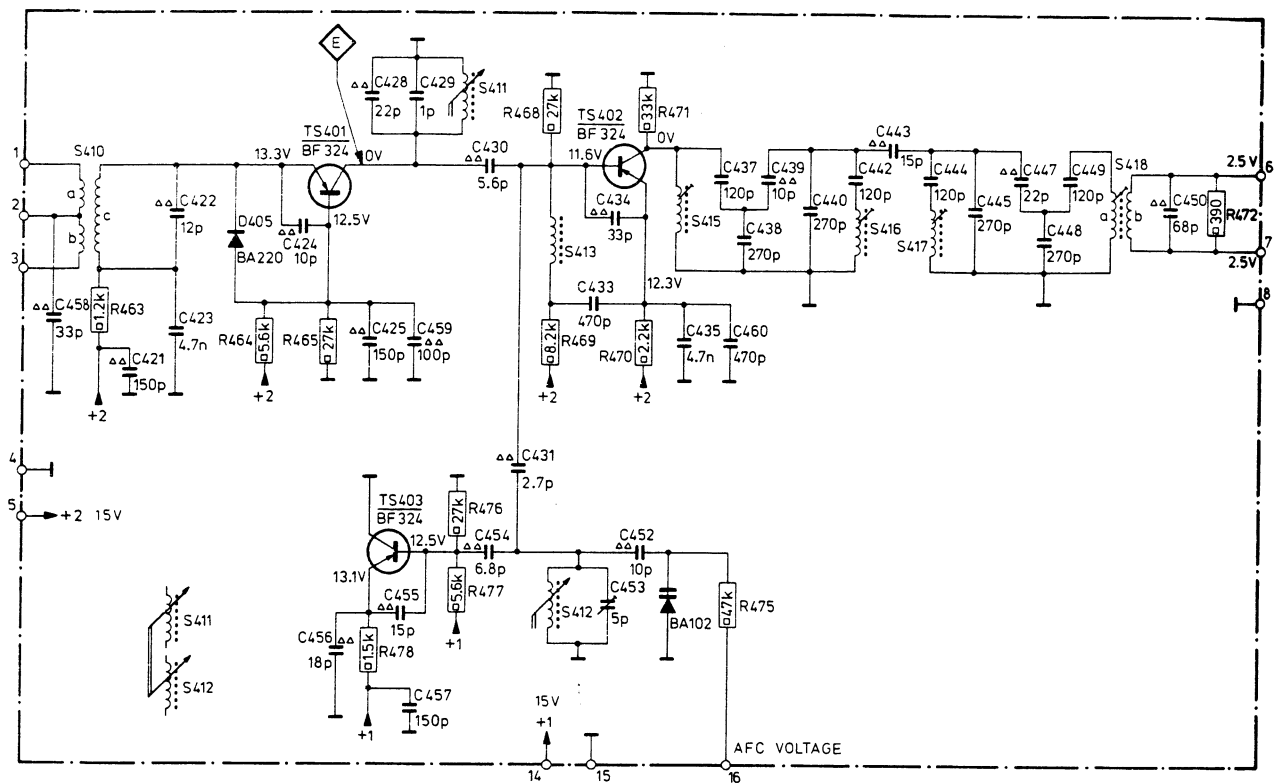 E
△△ C428
22p
C429
1p
S411
TS401
BF 324
13.3V
0V
12.5V
1
2
3
S410
a
b
c
△△ C422
12p
D405
BA220
△△ C424
10p
△△ C458
33p
1.2k
R463
C423
4.7n
△△ C421
150p
+2
R464
5.6k
+2
R465
27k
△△ C425
150p
C459
△△
100p
△△ C430
5.6p
R468
27k
TS402
BF 324
11.6V
33k
R471
0V
△△ C434
33p
S413
C433
470p
12.3V
8.2k
R469
+2
R470
2.2k
+2
C435
4.7n
C460
470p
S415
C437
120p
C439
△△
10p
C438
270p
C440
270p
C442
120p
S416
△△ C443
15p
C444
120p
S417
C445
270p
△△ C447
22p
C449
120p
C448
270p
S418
a
b
△△ C450
68p
390
R472
2.5V
6
2.5V
7
8
4
5
+2 15V
△△ C431
2.7p
TS403
BF 324
12.5V
13.1V
27k
R476
△△ C454
6.8p
5.6k
R477
+1
△△ C455
15p
C456 △△
18p
1.5k
R478
C457
150p
+1
△△ C452
10p
S412
C453
5p
BA102
47k
R475
S411
S412
15V
+1
14
15
16
AFC VOLTAGE